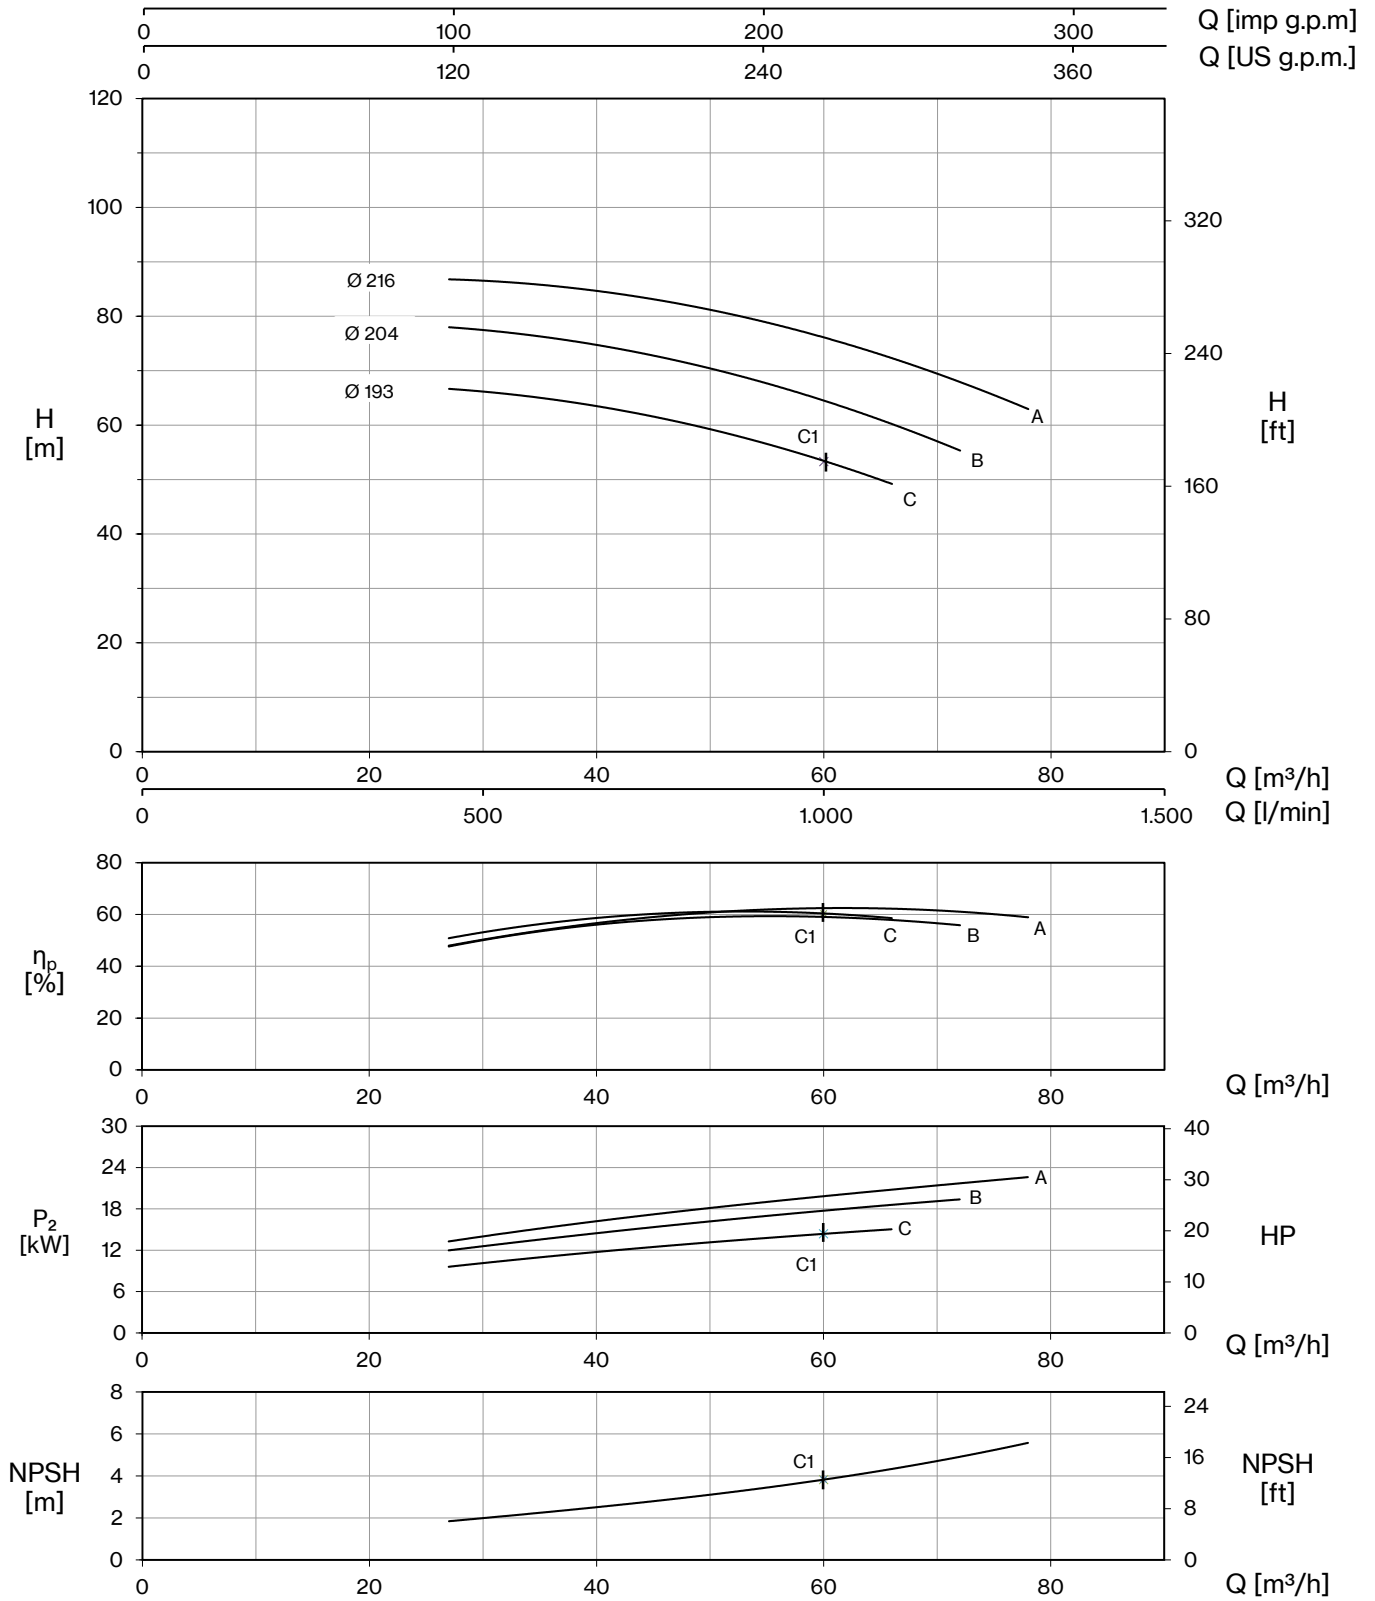 0 100 200 300 Q [imp g.p.m]
0 120 240 360 Q [US g.p.m.]
120
100
80
60
40
20
0
H
[m]
Ø 216
Ø 204
Ø 193
C1
A
B
C
320
240
160
80
0
H
[ft]
0 20 40 60 80 Q [m³/h]
0 500 1.000 1.500 Q [l/min]
80
60
40
20
0
ηp
[%]
C1 C B A
0 20 40 60 80 Q [m³/h]
30
24
18
12
6
0
P₂
[kW]
A
B
C
C1
40
30
20
10
0
HP
0 20 40 60 80 Q [m³/h]
8
6
4
2
0
NPSH
[m]
C1
24
16
8
0
NPSH
[ft]
0 20 40 60 80 Q [m³/h]